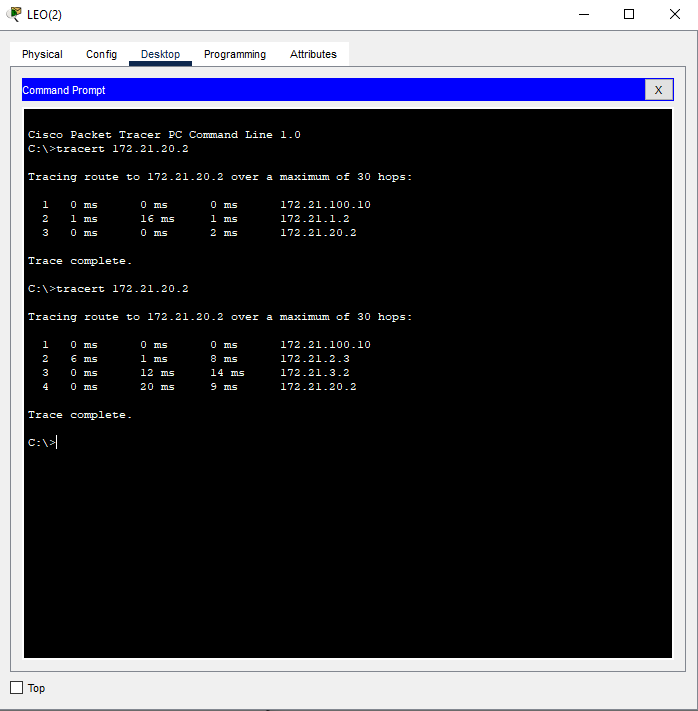 LEO(2)
Physical Config Desktop Programming Attributes
Command Prompt X
Cisco Packet Tracer PC Command Line 1.0
C:\>tracert 172.21.20.2
Tracing route to 172.21.20.2 over a maximum of 30 hops:
1 0 ms 0 ms 0 ms 172.21.100.10
2 1 ms 16 ms 1 ms 172.21.1.2
3 0 ms 0 ms 2 ms 172.21.20.2
Trace complete.
C:\>tracert 172.21.20.2
Tracing route to 172.21.20.2 over a maximum of 30 hops:
1 0 ms 0 ms 0 ms 172.21.100.10
2 6 ms 1 ms 8 ms 172.21.2.3
3 0 ms 12 ms 14 ms 172.21.3.2
4 0 ms 20 ms 9 ms 172.21.20.2
Trace complete.
C:\>
Top